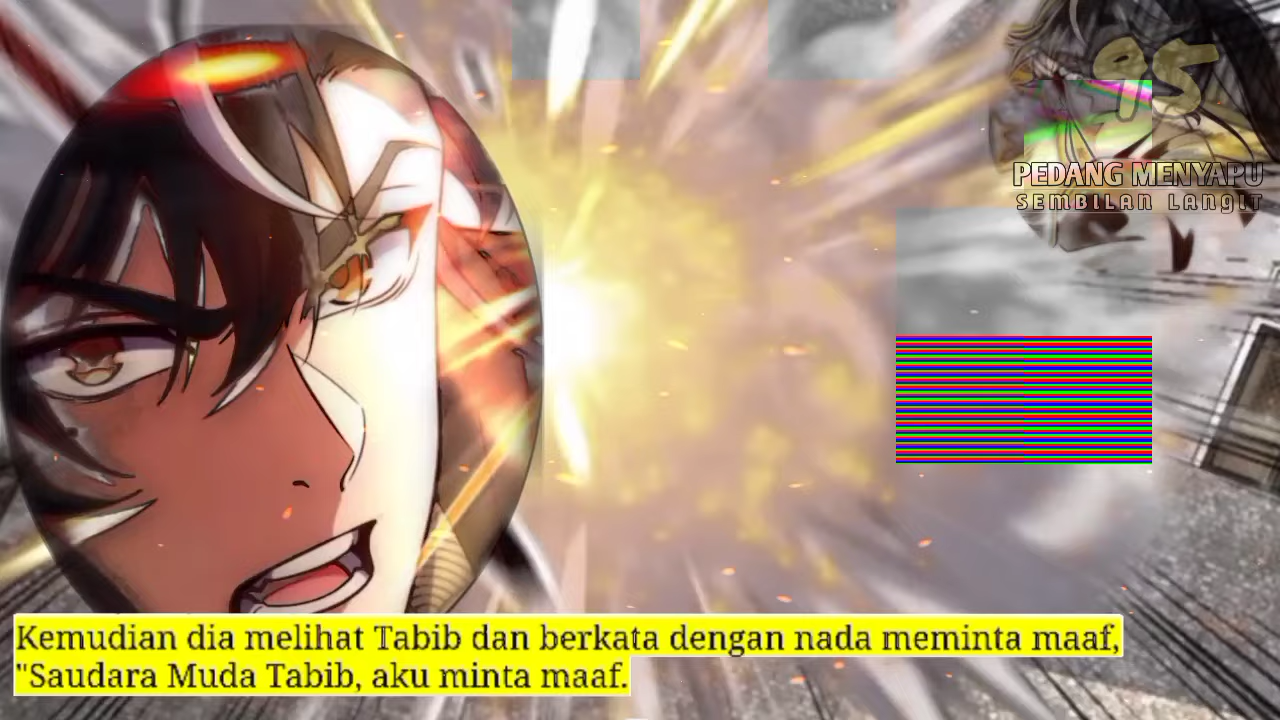 95
PEDANG MENYAPU
SEMBILAN LANGIT
Kemudian dia melihat Tabib dan berkata dengan nada meminta maaf,
"Saudara Muda Tabib, aku minta maaf.